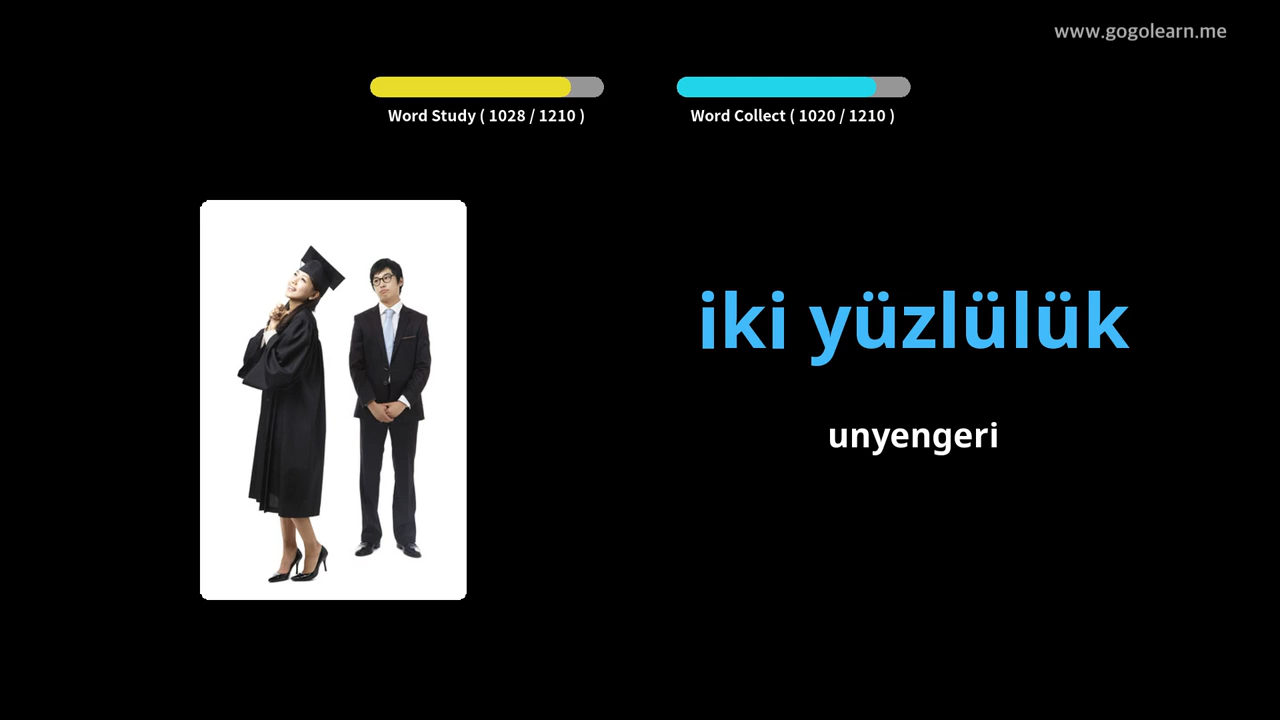 www.gogolearn.me
Word Study ( 1028 / 1210 )
Word Collect ( 1020 / 1210 )
iki yüzlülük
unyengeri